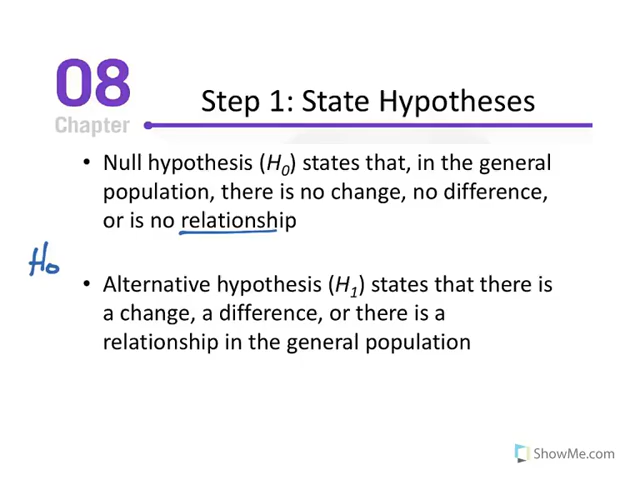 08
Chapter
Step 1: State Hypotheses
• Null hypothesis (H0) states that, in the general
population, there is no change, no difference,
or is no relationship
H0
• Alternative hypothesis (H1) states that there is
a change, a difference, or there is a
relationship in the general population
ShowMe.com